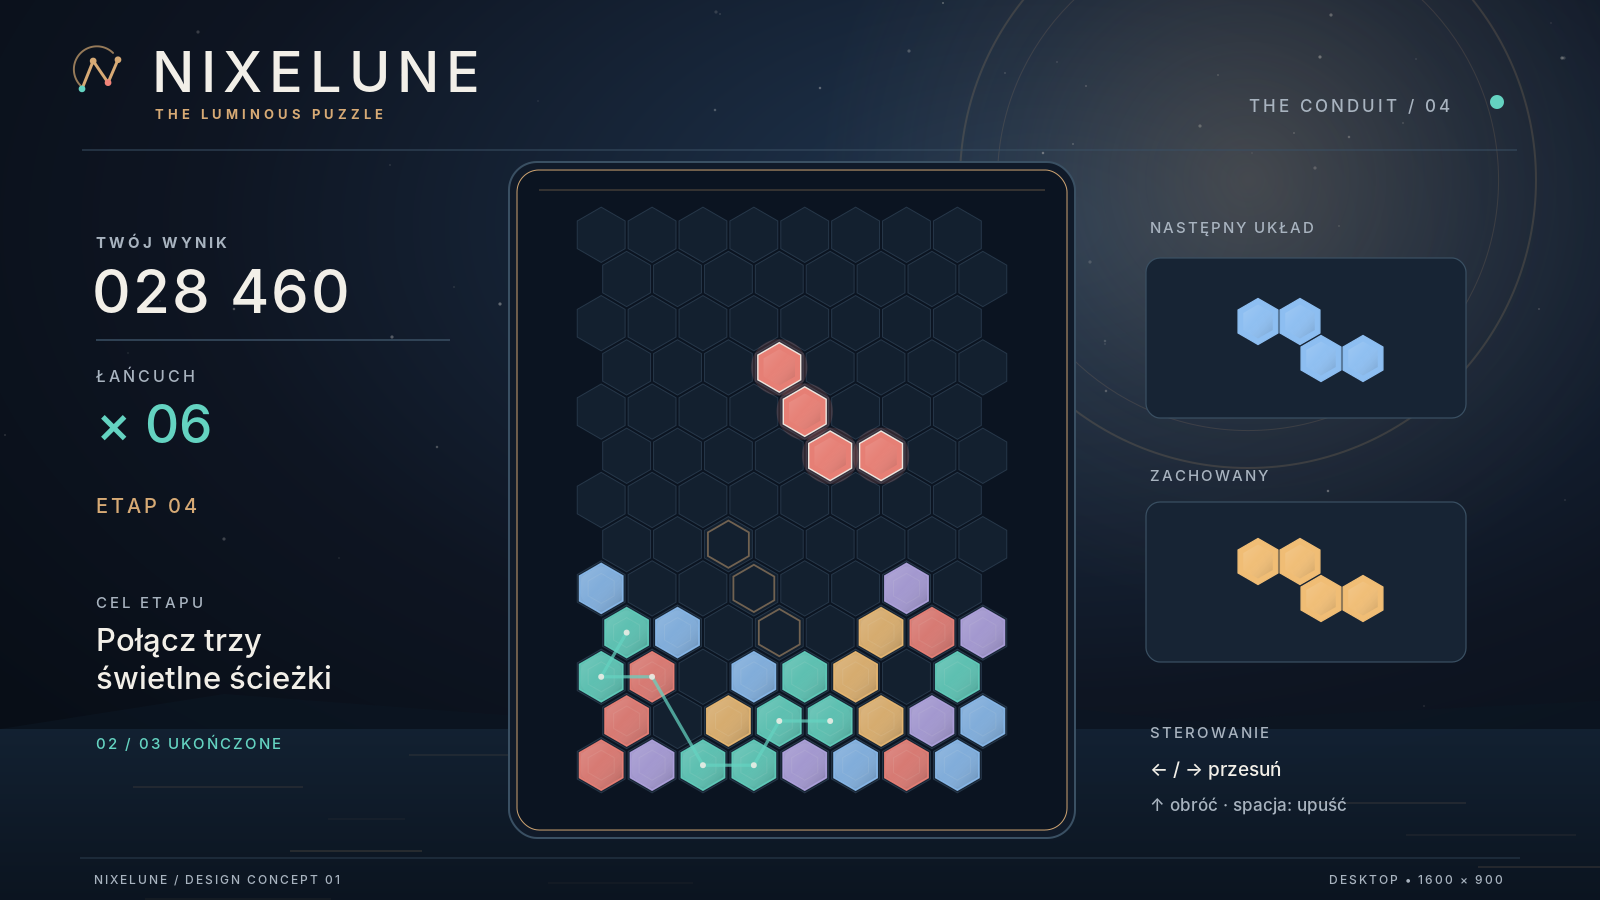 NIXELUNE
THE LUMINOUS PUZZLE
THE CONDUIT / 04
TWÓJ WYNIK
028 460
ŁAŃCUCH
× 06
ETAP 04
CEL ETAPU
Połącz trzy
świetlne ścieżki
02 / 03 UKOŃCZONE
NASTĘPNY UKŁAD
ZACHOWANY
STEROWANIE
← / → przesuń
↑ obróć · spacja: upuść
NIXELUNE / DESIGN CONCEPT 01
DESKTOP • 1600 × 900